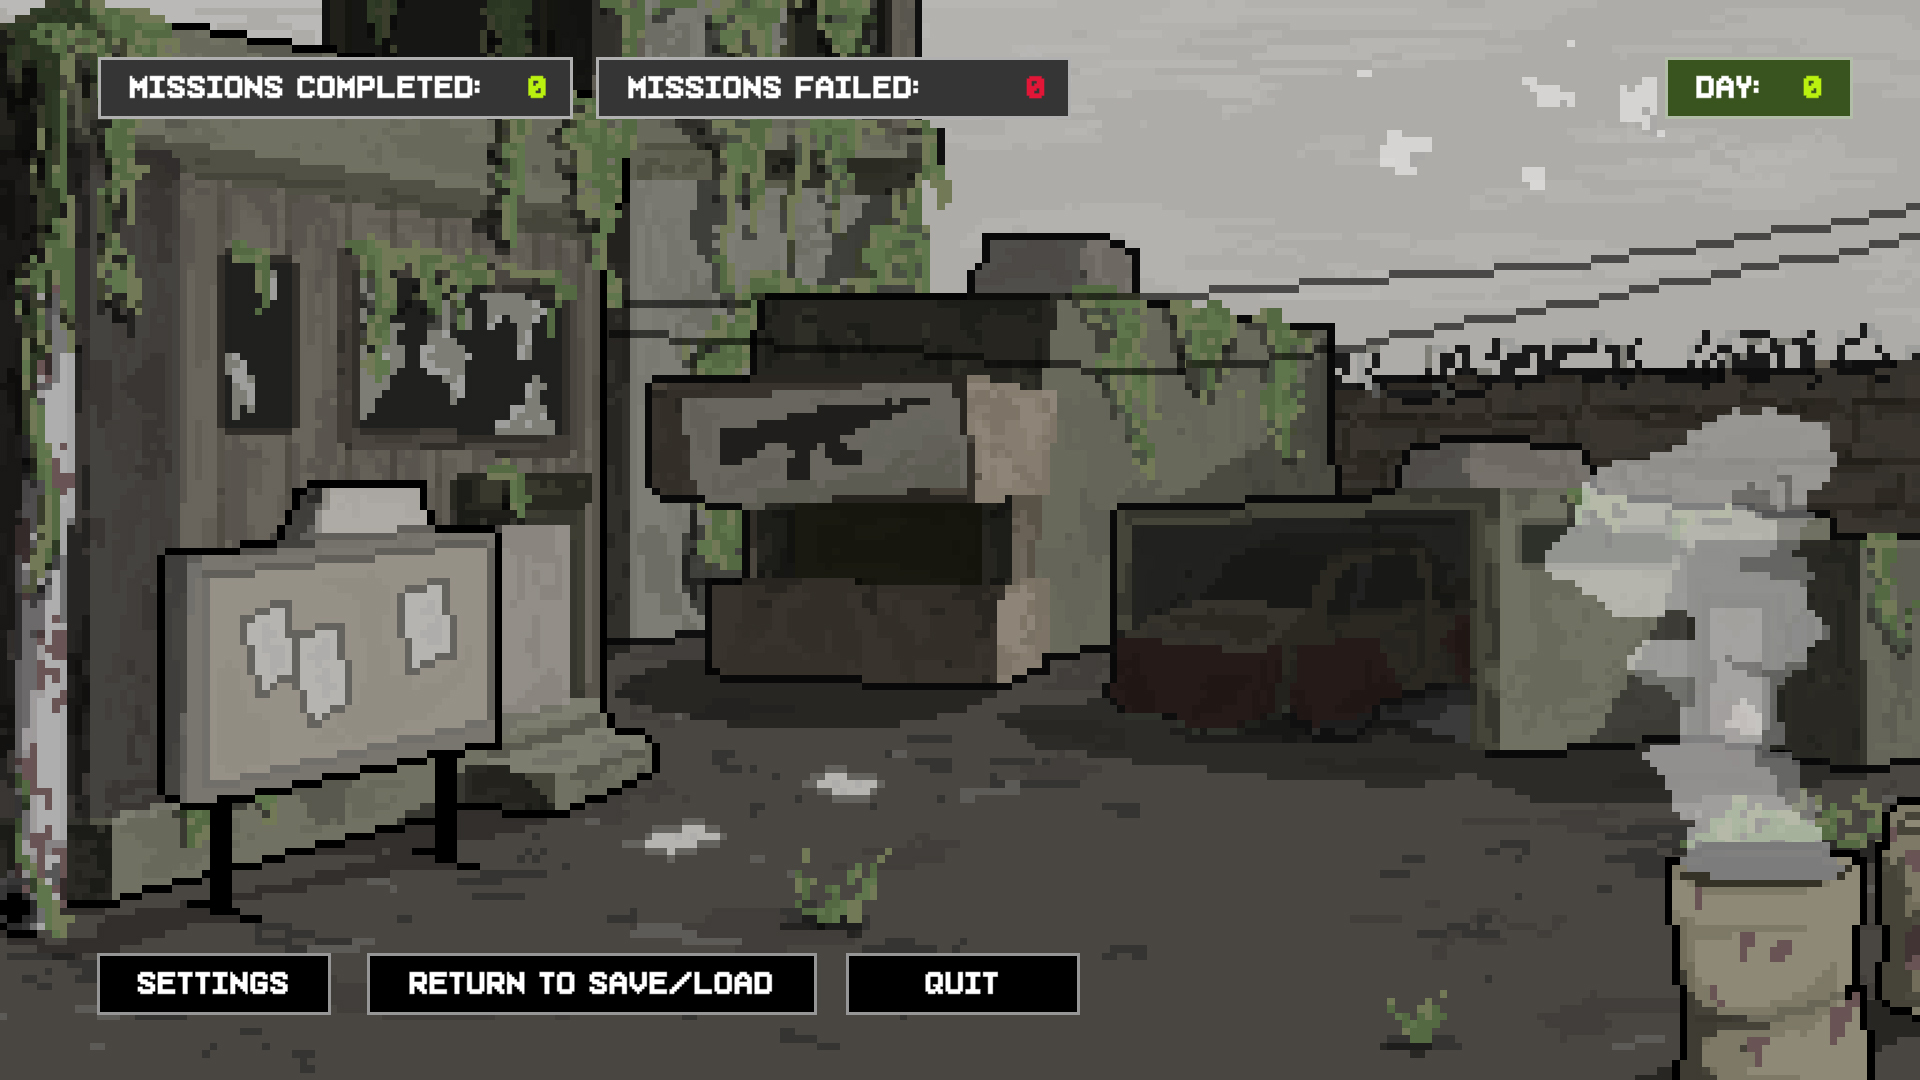 MISSIONS COMPLETED: 0
MISSIONS FAILED: 0
DAY: 0
SETTINGS
RETURN TO SAVE/LOAD
QUIT